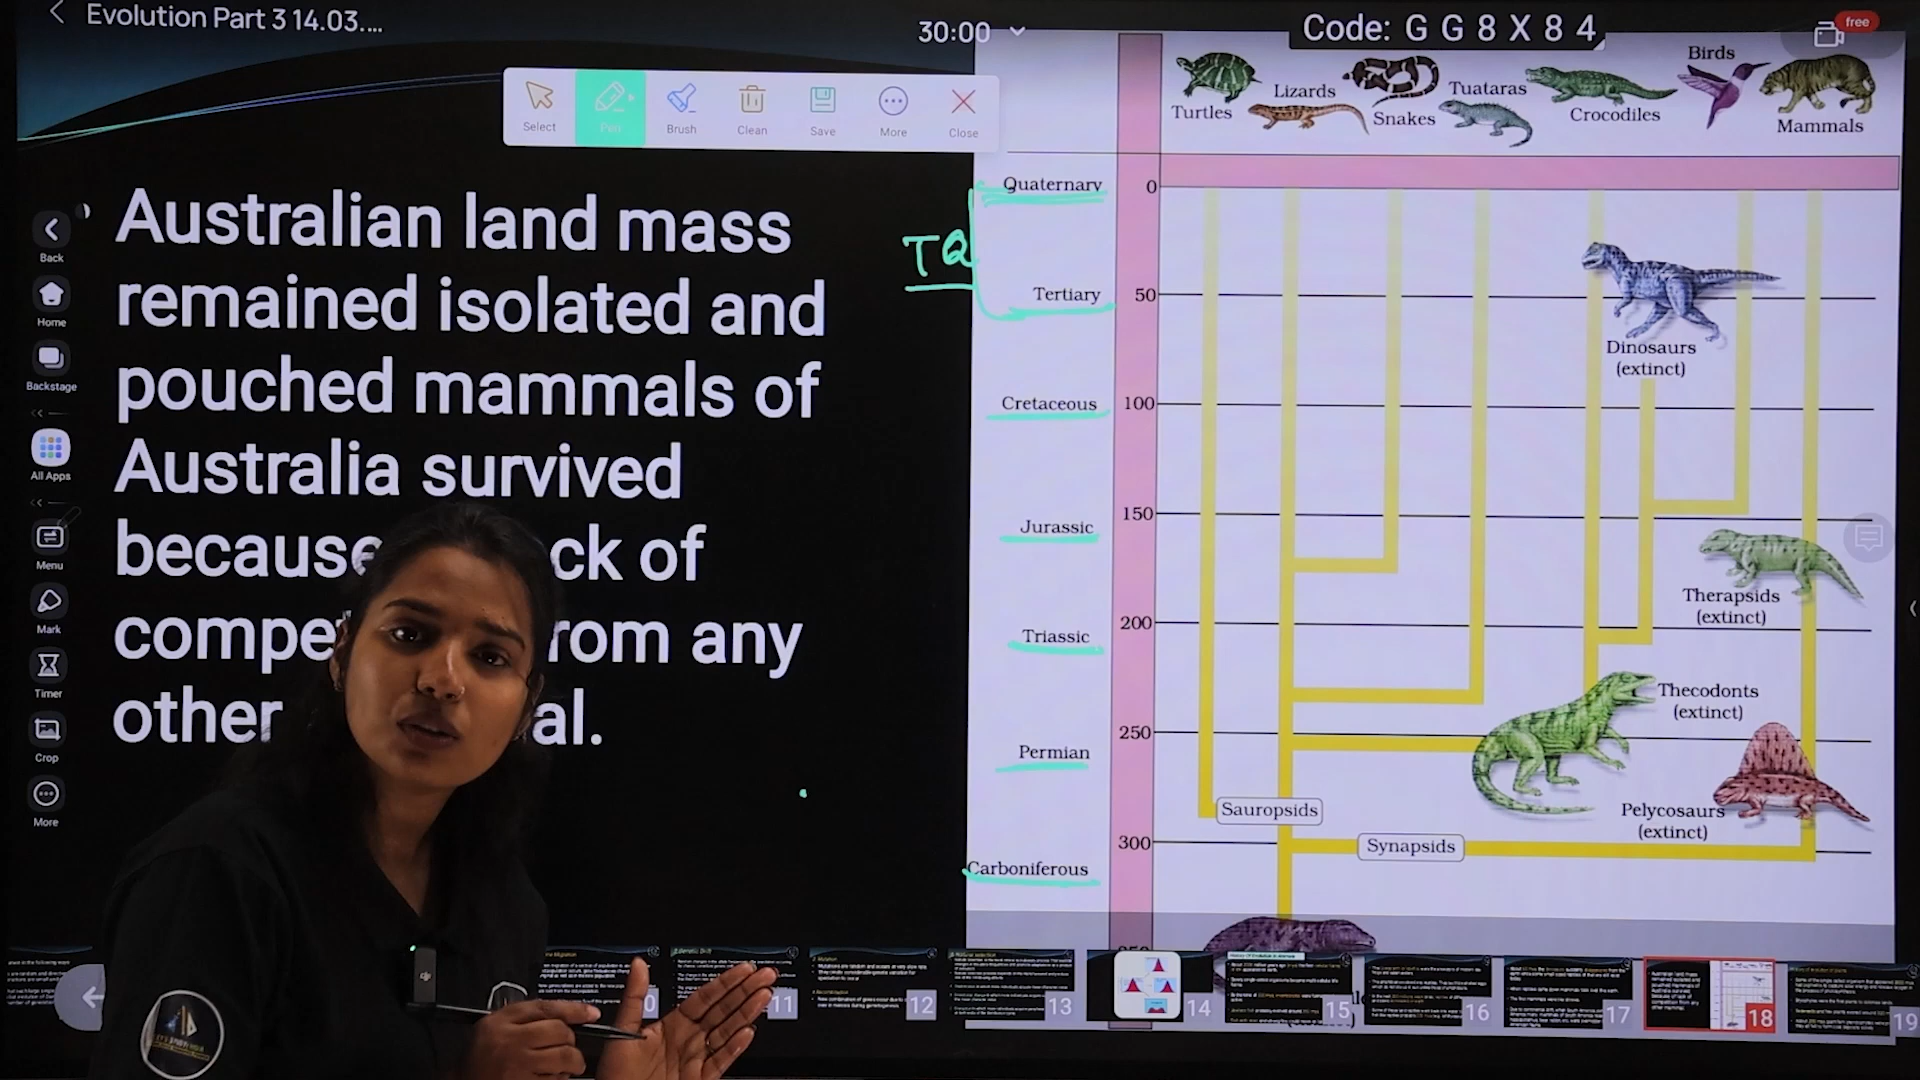 Evolution Part 3 14.03....
30:00
Code: G G 8 X 8 4
free
Select
Pen
Brush
Clean
Save
More
Close
Back
Home
Backstage
All Apps
Menu
Mark
Timer
Crop
More
Australian land mass
remained isolated and
pouched mammals of
Australia survived
because ck of
compe rom any
other al.
TQ
Turtles
Lizards
Snakes
Tuataras
Crocodiles
Birds
Mammals
Quaternary
0
Tertiary
50
Dinosaurs
(extinct)
Cretaceous
100
150
Jurassic
Therapsids
(extinct)
200
Triassic
Thecodonts
(extinct)
250
Permian
Sauropsids
Pelycosaurs
(extinct)
300
Synapsids
Carboniferous
11
12
13
14
15
16
17
18
19